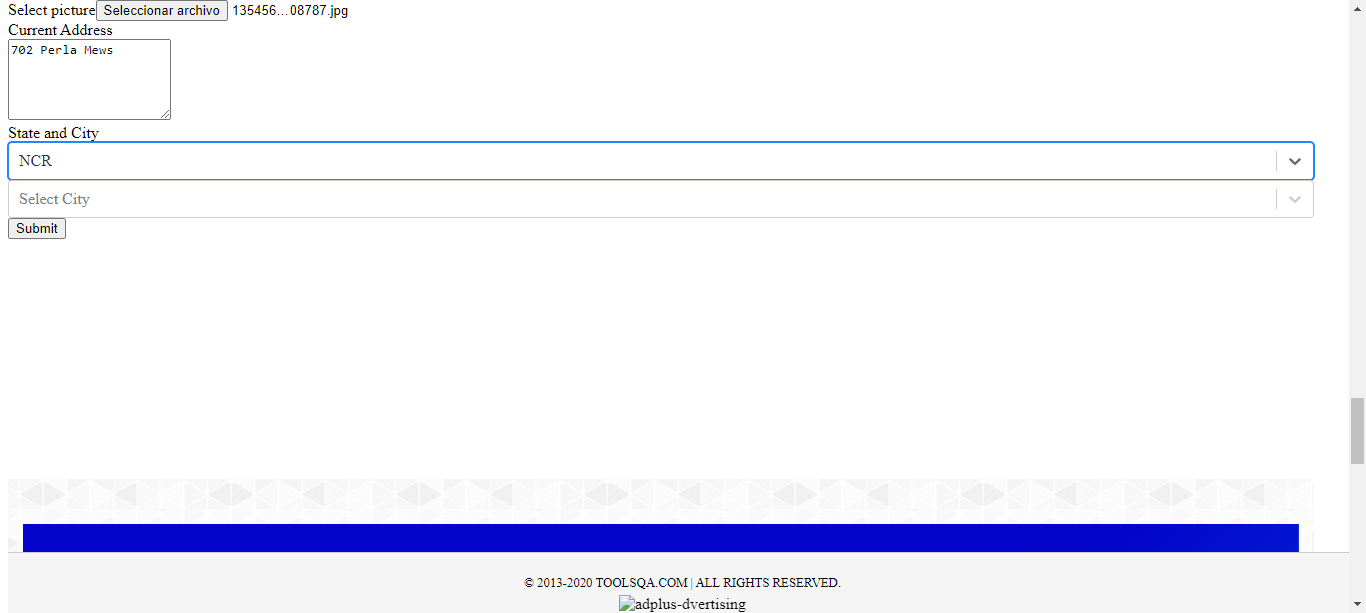 Select picture Seleccionar archivo 135456...08787.jpg
Current Address
702 Perla Mews
State and City
NCR
Select City
Submit
© 2013-2020 TOOLSQA.COM | ALL RIGHTS RESERVED.
adplus-dvertising